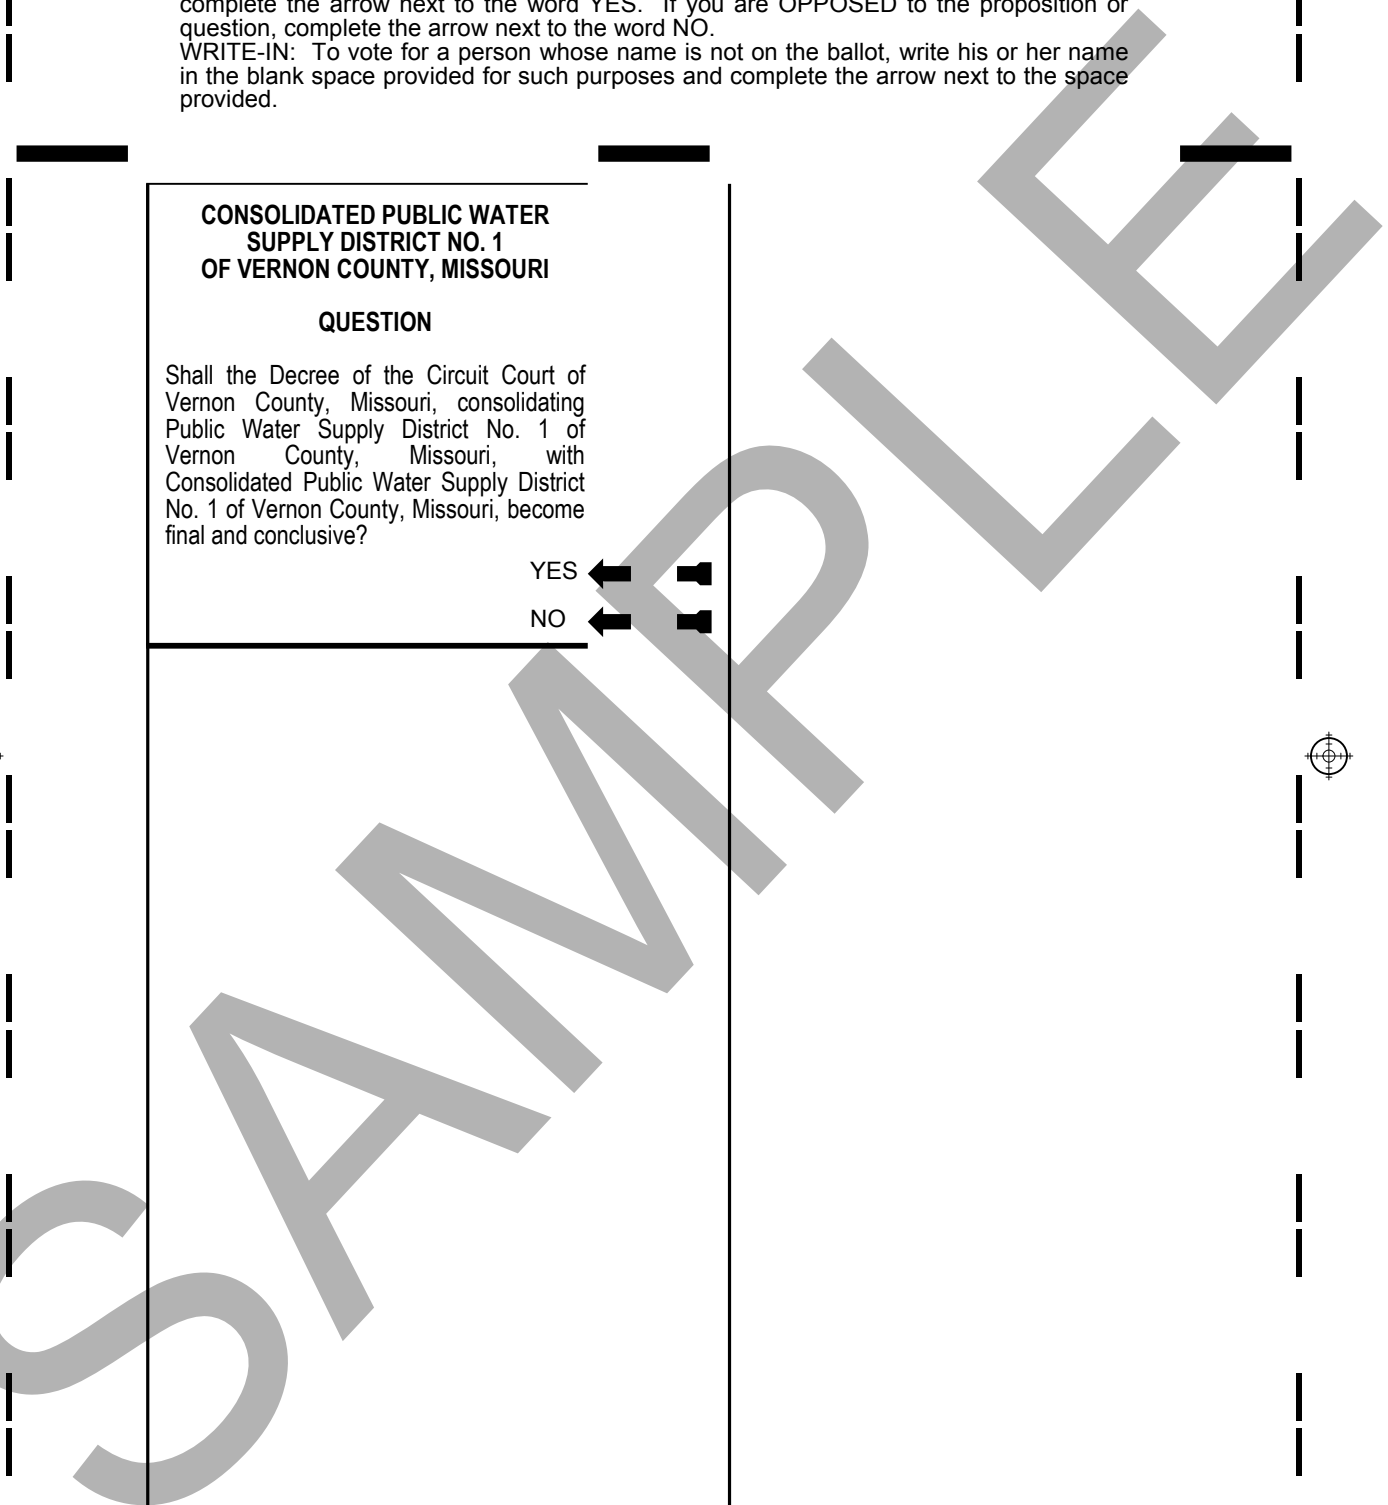 complete the arrow next to the word YES. If you are OPPOSED to the proposition or
question, complete the arrow next to the word NO.
WRITE-IN: To vote for a person whose name is not on the ballot, write his or her name
in the blank space provided for such purposes and complete the arrow next to the space
provided.
CONSOLIDATED PUBLIC WATER
SUPPLY DISTRICT NO. 1
OF VERNON COUNTY, MISSOURI
QUESTION
Shall the Decree of the Circuit Court of
Vernon County, Missouri, consolidating
Public Water Supply District No. 1 of
Vernon County, Missouri, with
Consolidated Public Water Supply District
No. 1 of Vernon County, Missouri, become
final and conclusive?
YES
NO
SAMPLE